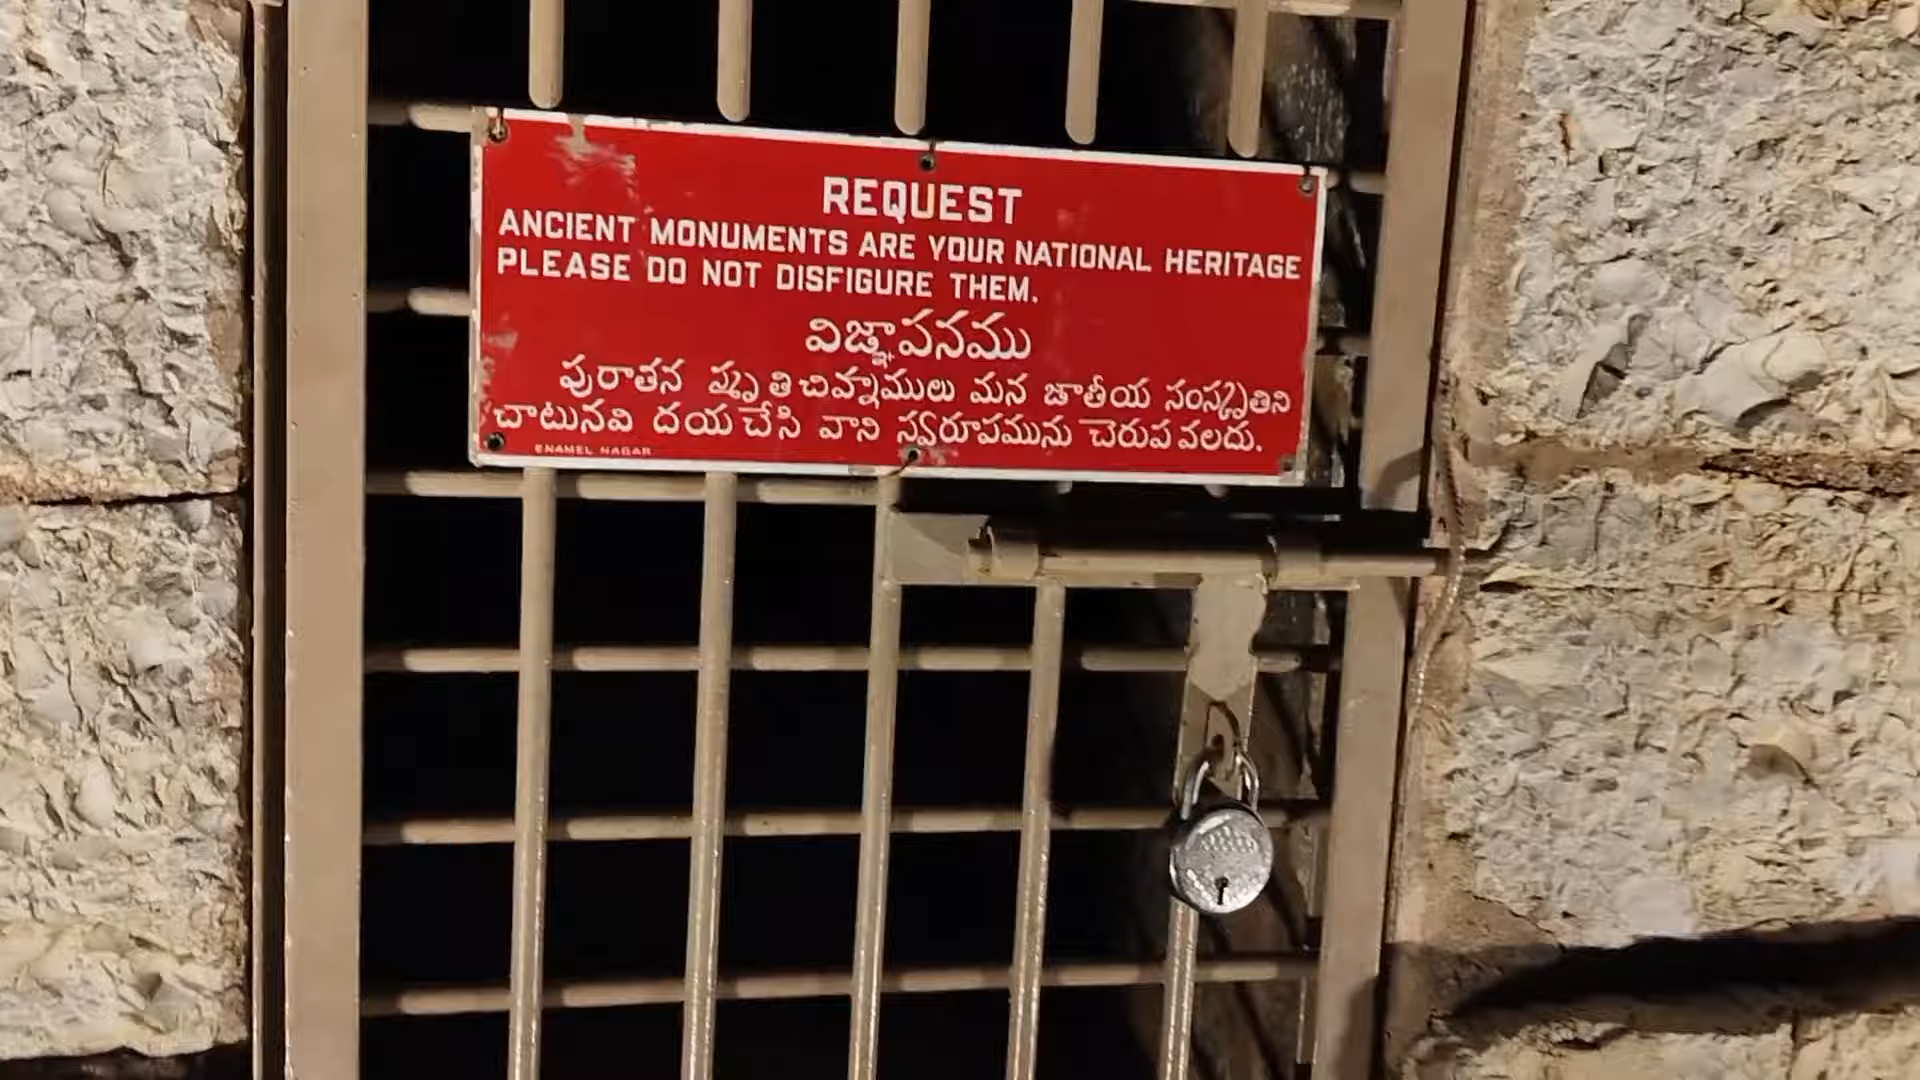 REQUEST
ANCIENT MONUMENTS ARE YOUR NATIONAL HERITAGE
PLEASE DO NOT DISFIGURE THEM.
విజ్ఞాపనము
పురాతన స్మృతి చిహ్నములు మన జాతీయ సంస్కృతిని
చాటునవి దయచేసి వాని స్వరూపమును చెరుపవలదు.
ENAMEL NAGAR